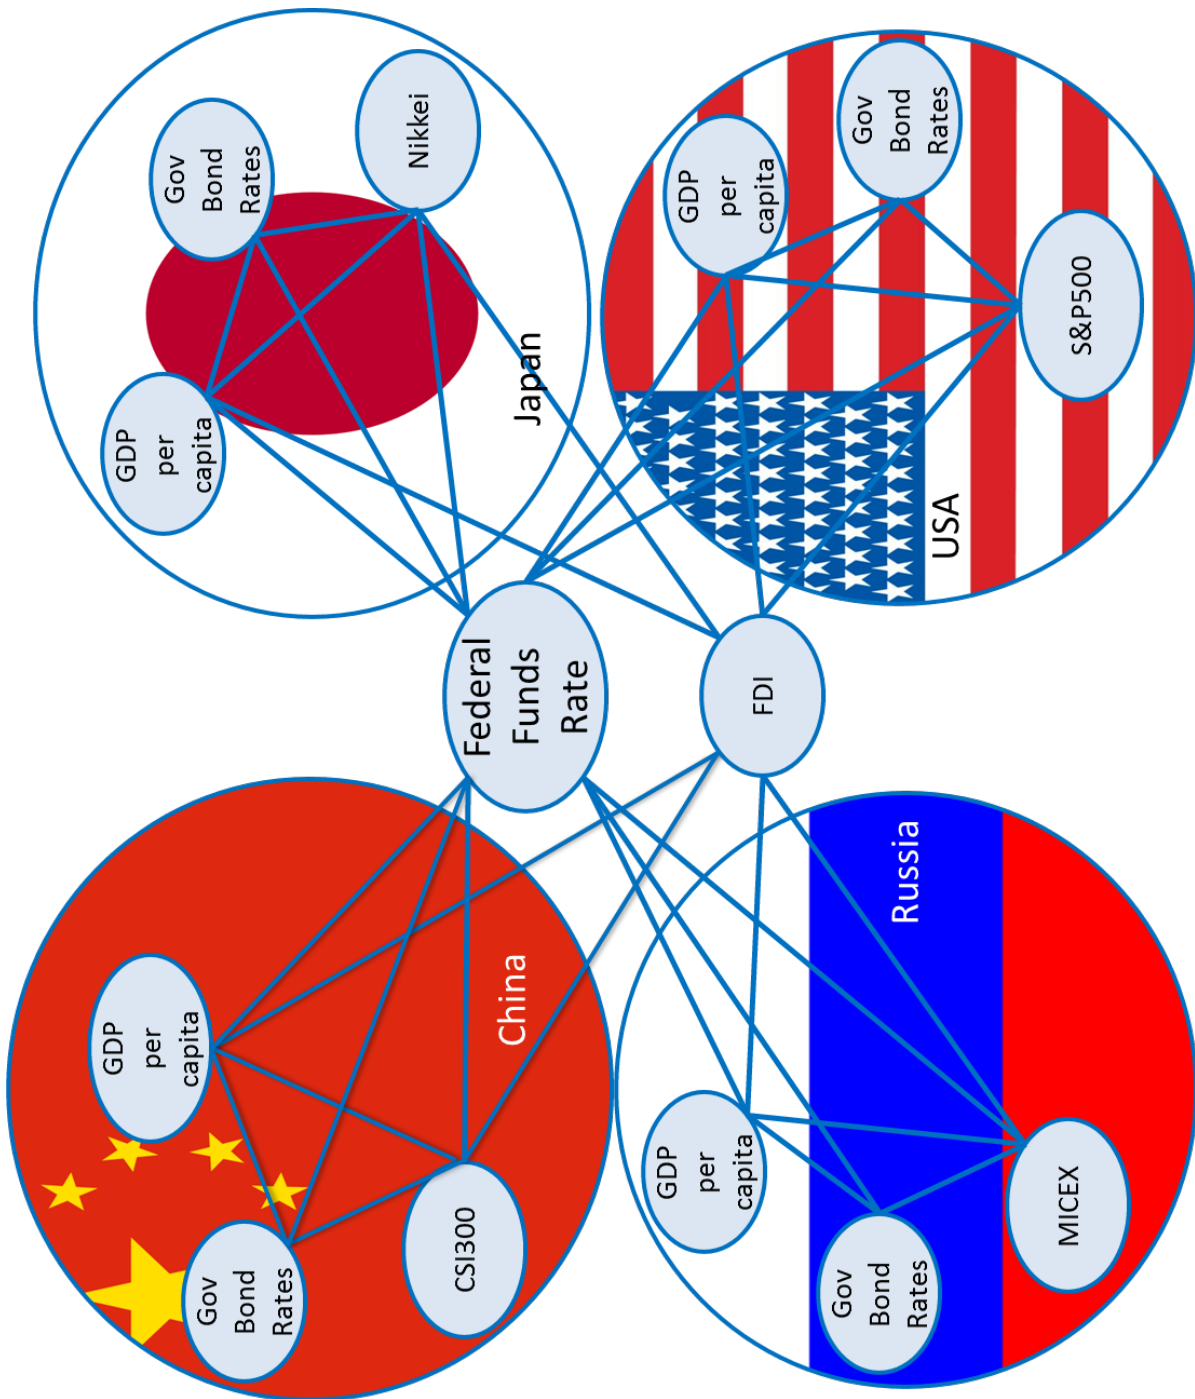 GDP
per
capita
Gov
Bond
Rates
CSI300
China
GDP
per
capita
Gov
Bond
Rates
Nikkei
Japan
Federal
Funds
Rate
FDI
GDP
per
capita
Gov
Bond
Rates
MICEX
Russia
GDP
per
capita
Gov
Bond
Rates
S&P500
USA